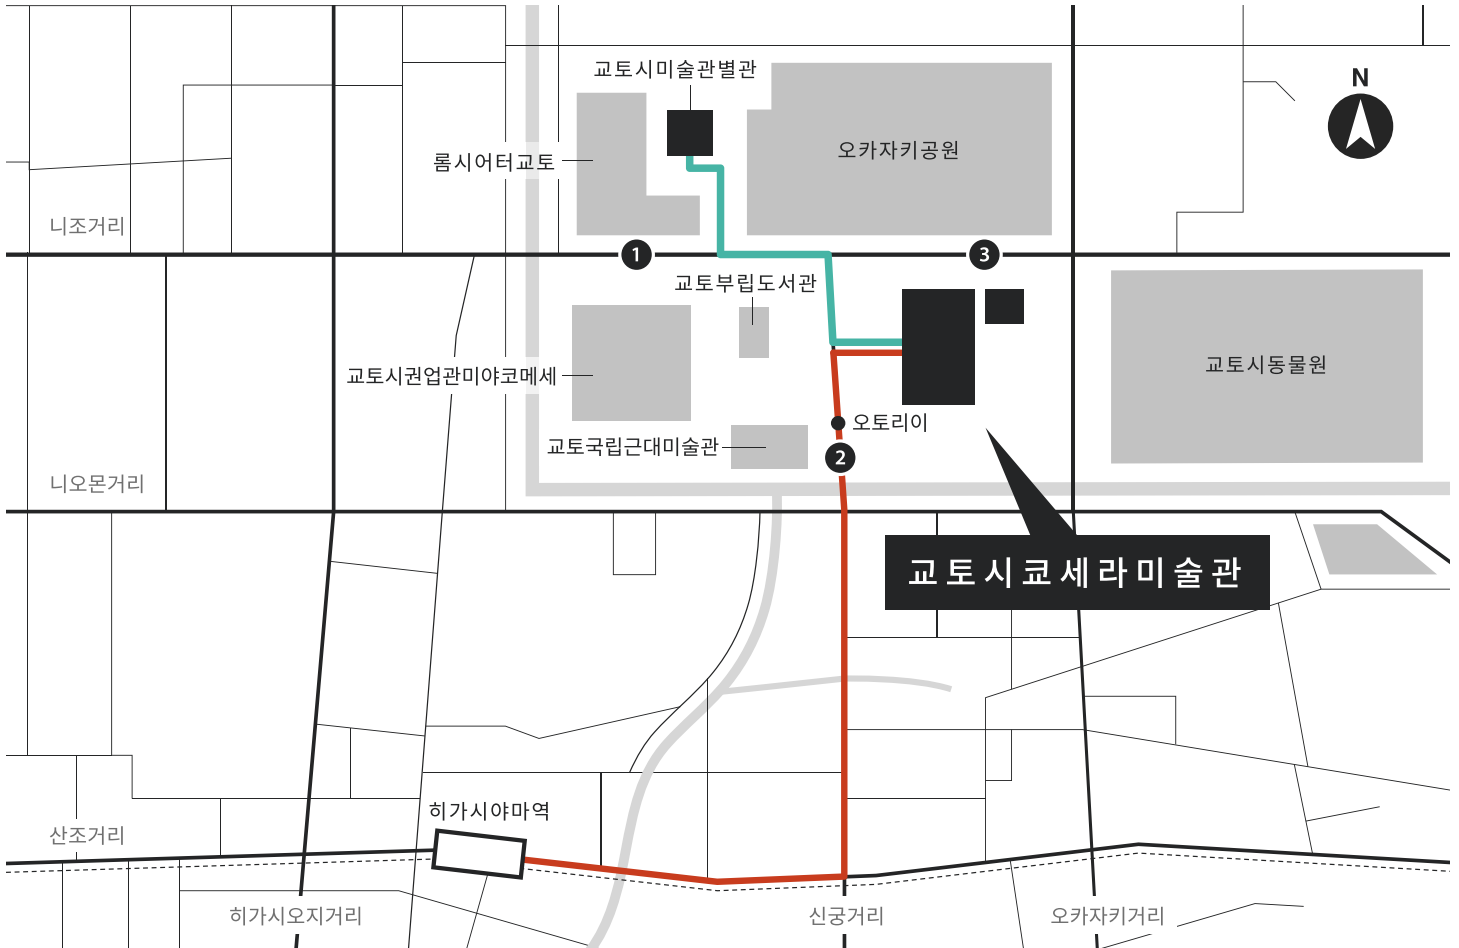 교토시미술관별관
N
오카자키공원
롬시어터교토
니조거리
1
3
교토부립도서관
교토시동물원
교토시권업관미야코메세
오토리이
교토국립근대미술관
2
니오몬거리
교토시쿄세라미술관
히가시야마역
산조거리
히가시오지거리
신궁거리
오카자키거리